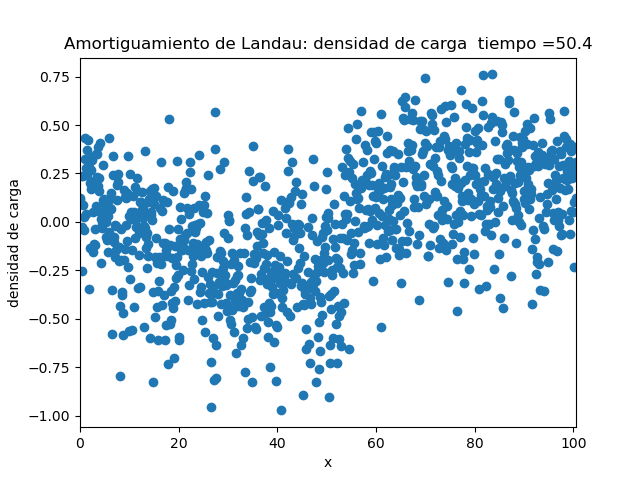 Amortiguamiento de Landau: densidad de carga  tiempo =50.4
densidad de carga
0.75
0.50
0.25
0.00
−0.25
−0.50
−0.75
−1.00
0 20 40 60 80 100
x